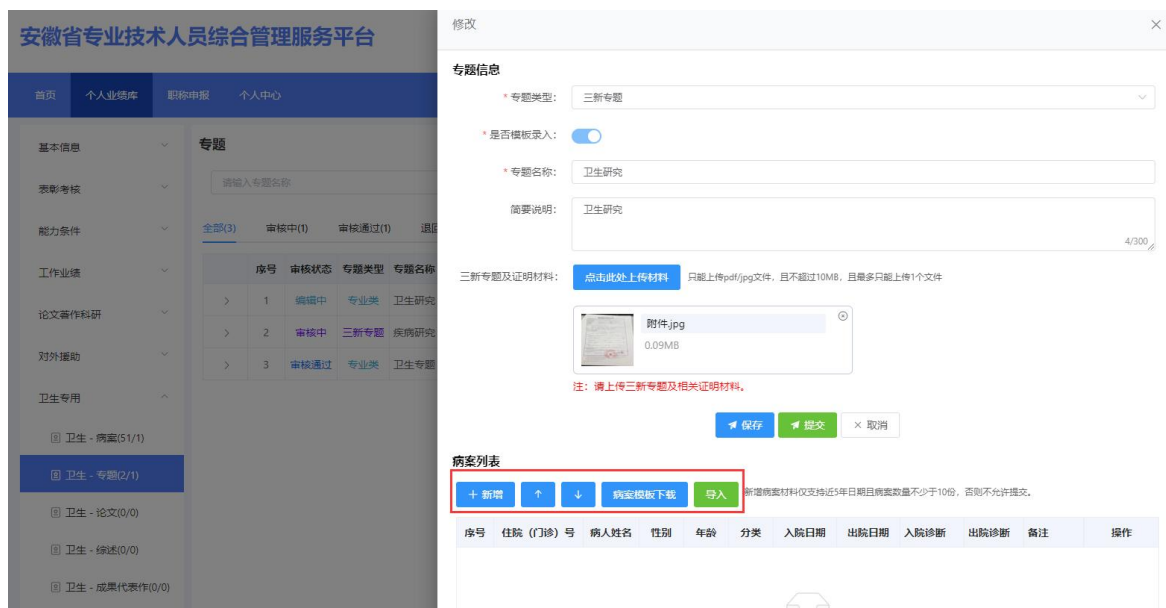 安徽省专业技术人员综合管理服务平台
首页 个人业绩库 职称申报 个人中心
基本信息
表彰考核
能力条件
工作业绩
论文著作科研
对外援助
卫生专用
卫生 - 病案(51/1)
卫生 - 专题(2/1)
卫生 - 论文(0/0)
卫生 - 综述(0/0)
卫生 - 成果代表作(0/0)
专题
请输入专题名称
全部(3) 审核中(1) 审核通过(1) 退回
序号 审核状态 专题类型 专题名称
1 编辑中 专业类 卫生研究
2 审核中 三新专题 疾病研究
3 审核通过 专业类 卫生专题
修改
专题信息
* 专题类型: 三新专题
* 是否模板录入:
* 专题名称: 卫生研究
简要说明: 卫生研究
4/300
三新专题及证明材料: 点击此处上传材料 只能上传pdf/jpg文件，且不超过10MB，且最多只能上传1个文件
附件.jpg
0.09MB
注：请上传三新专题及相关证明材料。
保存 提交 × 取消
病案列表
+ 新增 ↑ ↓ 病案模板下载 导入 新增病案材料仅支持近5年日期且病案数量不少于10份，否则不允许提交。
序号 住院（门诊）号 病人姓名 性别 年龄 分类 入院日期 出院日期 入院诊断 出院诊断 备注 操作